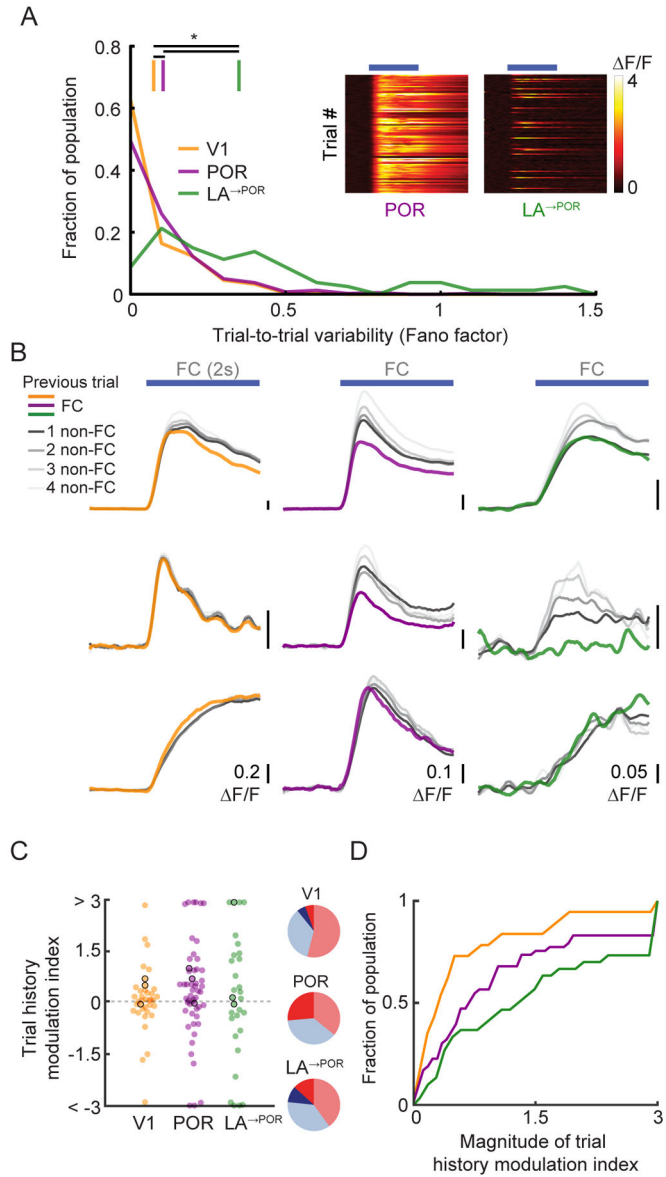 A
*
0.8
0.6
0.4
0.2
0
Fraction of population
V1
POR
LA→POR
0
0.5
1
1.5
Trial-to-trial variability (Fano factor)
Trial #
POR
LA→POR
ΔF/F
4
0
B
Previous trial
FC
1 non-FC
2 non-FC
3 non-FC
4 non-FC
FC (2s)
FC
FC
0.2
ΔF/F
0.1
ΔF/F
0.05
ΔF/F
C
Trial history
modulation index
> 3
1.5
0
-1.5
< -3
V1
POR
LA→POR
V1
POR
LA→POR
D
Fraction of population
1
0.5
0
0
1.5
3
Magnitude of trial
history modulation index